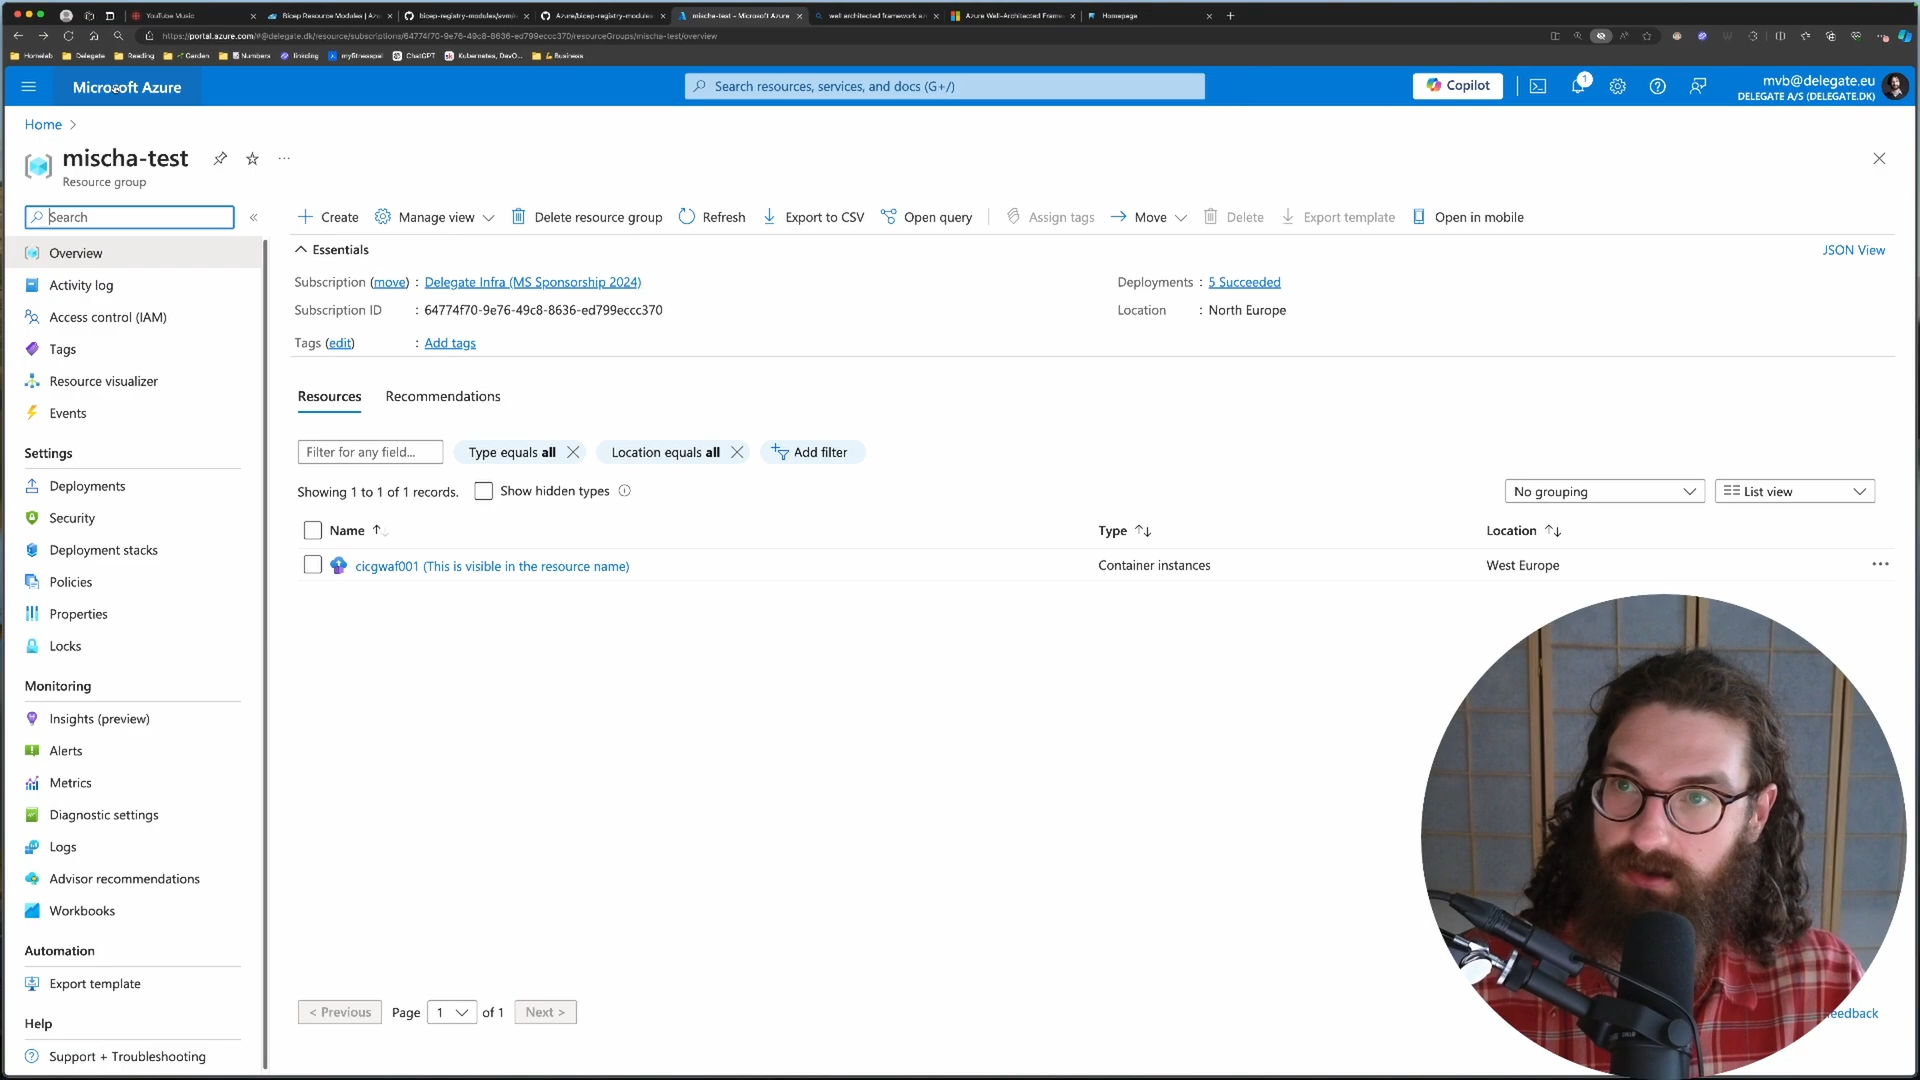 YouTube Music
Bicep Resource Modules | Az
bicep-registry-modules/avm/
Azure/bicep-registry-modules
mischa-test - Microsoft Azure
well architected framework az
Azure Well-Architected Frame
Homepage
https://portal.azure.com/#@delegate.dk/resource/subscriptions/64774f70-9e76-49c8-8636-ed799eccc370/resourceGroups/mischa-test/overview
Homelab
Delegate
Reading
Garden
Numbers
linkding
myfitnesspal
ChatGPT
Kubernetes, DevO...
Business
Microsoft Azure
Search resources, services, and docs (G+/)
Copilot
1
mvb@delegate.eu
DELEGATE A/S (DELEGATE.DK)
Home >
mischa-test
Resource group
Search
Create
Manage view
Delete resource group
Refresh
Export to CSV
Open query
Assign tags
Move
Delete
Export template
Open in mobile
Overview
Activity log
Access control (IAM)
Tags
Resource visualizer
Events
Settings
Deployments
Security
Deployment stacks
Policies
Properties
Locks
Monitoring
Insights (preview)
Alerts
Metrics
Diagnostic settings
Logs
Advisor recommendations
Workbooks
Automation
Export template
Help
Support + Troubleshooting
Essentials
JSON View
Subscription (move) : Delegate Infra (MS Sponsorship 2024)
Deployments : 5 Succeeded
Subscription ID : 64774f70-9e76-49c8-8636-ed799eccc370
Location : North Europe
Tags (edit) : Add tags
Resources
Recommendations
Filter for any field...
Type equals all
Location equals all
Add filter
Showing 1 to 1 of 1 records.
Show hidden types
No grouping
List view
Name
Type
Location
cicgwaf001 (This is visible in the resource name)
Container instances
West Europe
< Previous
Page 1 of 1
Next >
eedback